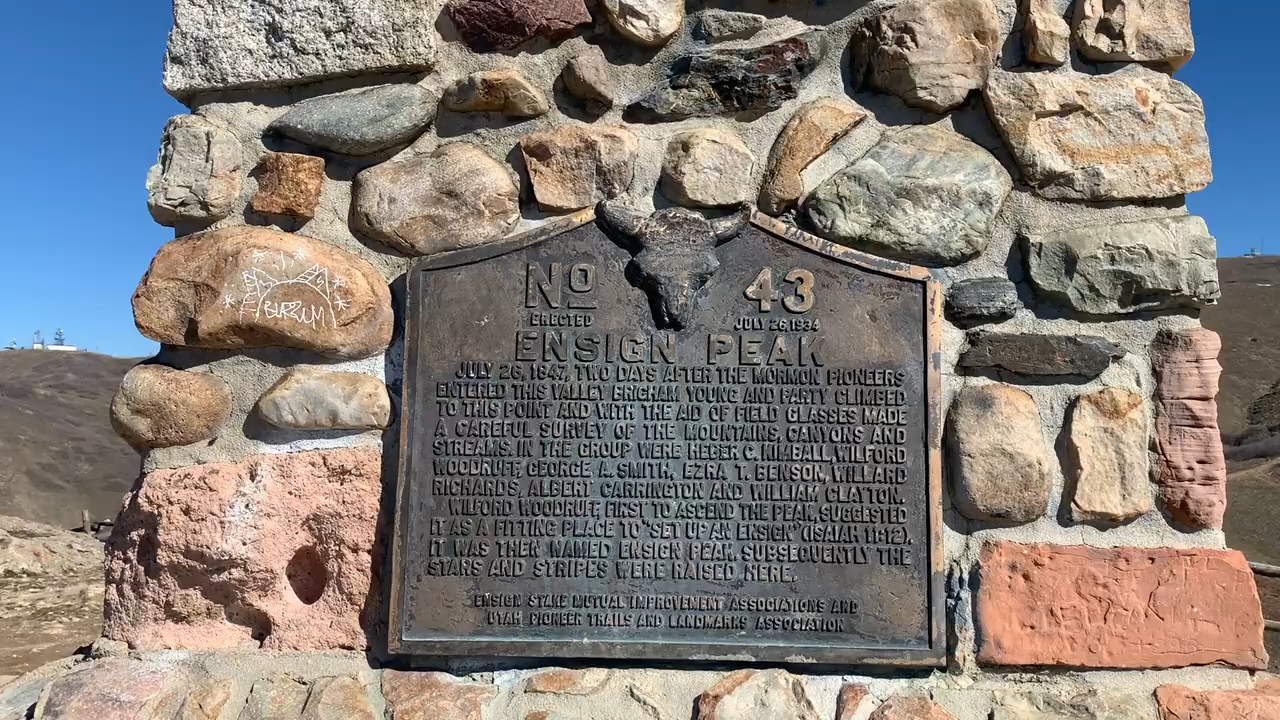 No 43
ERECTED JULY 26, 1934
ENSIGN PEAK
JULY 26, 1847, TWO DAYS AFTER THE MORMON PIONEERS
ENTERED THIS VALLEY BRIGHAM YOUNG AND PARTY CLIMBED
TO THIS POINT AND WITH THE AID OF FIELD GLASSES MADE
A CAREFUL SURVEY OF THE MOUNTAINS, CANYONS AND
STREAMS. IN THE GROUP WERE HEBER C. KIMBALL, WILFORD
WOODRUFF, GEORGE A. SMITH, EZRA T. BENSON, WILLARD
RICHARDS, ALBERT CARRINGTON AND WILLIAM CLAYTON.
WILFORD WOODRUFF, FIRST TO ASCEND THE PEAK, SUGGESTED
IT AS A FITTING PLACE TO "SET UP AN ENSIGN" (ISAIAH 11:12).
IT WAS THEN NAMED ENSIGN PEAK. SUBSEQUENTLY THE
STARS AND STRIPES WERE RAISED HERE.
ENSIGN STAKE MUTUAL IMPROVEMENT ASSOCIATIONS AND
UTAH PIONEER TRAILS AND LANDMARKS ASSOCIATION
BURZUM